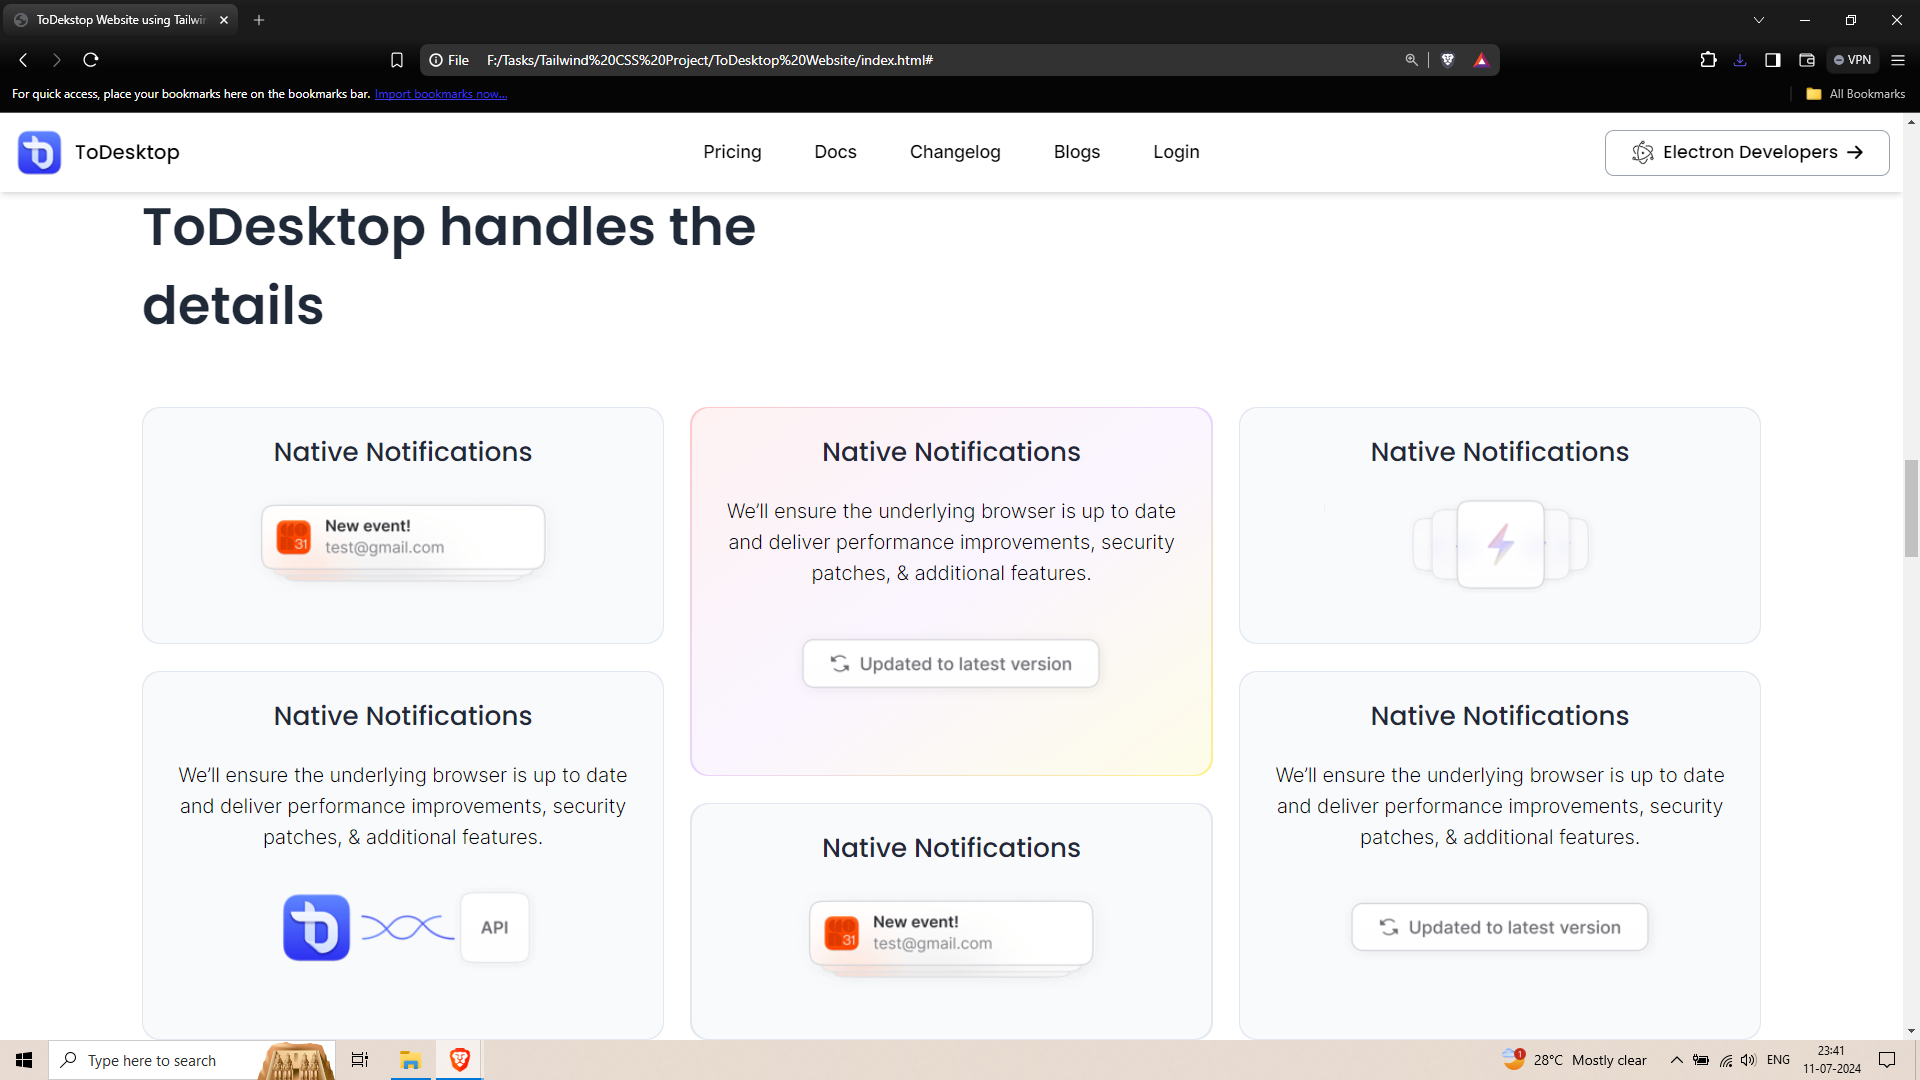 ToDekstop Website using Tailwi
File F:/Tasks/Tailwind%20CSS%20Project/ToDesktop%20Website/index.html#
VPN
For quick access, place your bookmarks here on the bookmarks bar. Import bookmarks now...
All Bookmarks
ToDesktop
Pricing
Docs
Changelog
Blogs
Login
Electron Developers →
ToDesktop handles the
details
Native Notifications
New event!
31
test@gmail.com
Native Notifications
We’ll ensure the underlying browser is up to date
and deliver performance improvements, security
patches, & additional features.
Updated to latest version
Native Notifications
Native Notifications
We’ll ensure the underlying browser is up to date
and deliver performance improvements, security
patches, & additional features.
API
Native Notifications
New event!
31
test@gmail.com
Native Notifications
We’ll ensure the underlying browser is up to date
and deliver performance improvements, security
patches, & additional features.
Updated to latest version
Type here to search
1
28°C Mostly clear
ENG
23:41
11-07-2024